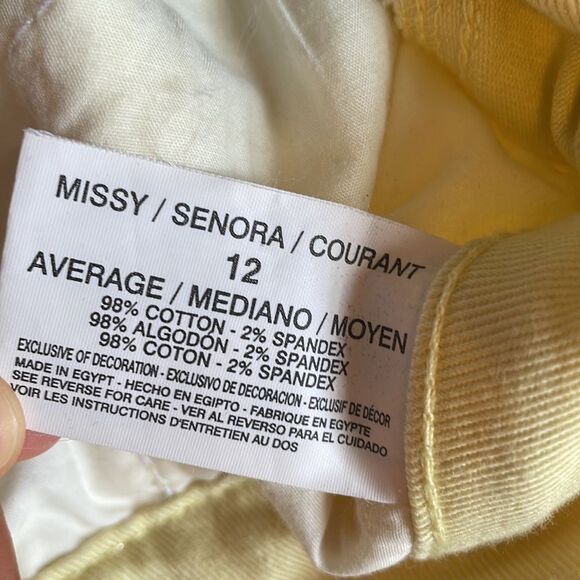 MISSY / SENORA / COURANT
12
AVERAGE / MEDIANO / MOYEN
98% COTTON - 2% SPANDEX
98% ALGODÓN - 2% SPANDEX
98% COTON - 2% SPANDEX
EXCLUSIVE OF DECORATION - EXCLUSIVO DE DECORACION - EXCLUSIF DE DÉCOR
MADE IN EGYPT - HECHO EN EGIPTO - FABRIQUE EN EGYPTE
SEE REVERSE FOR CARE - VER AL REVERSO PARA EL CUIDADO
VOIR LES INSTRUCTIONS D'ENTRETIEN AU DOS